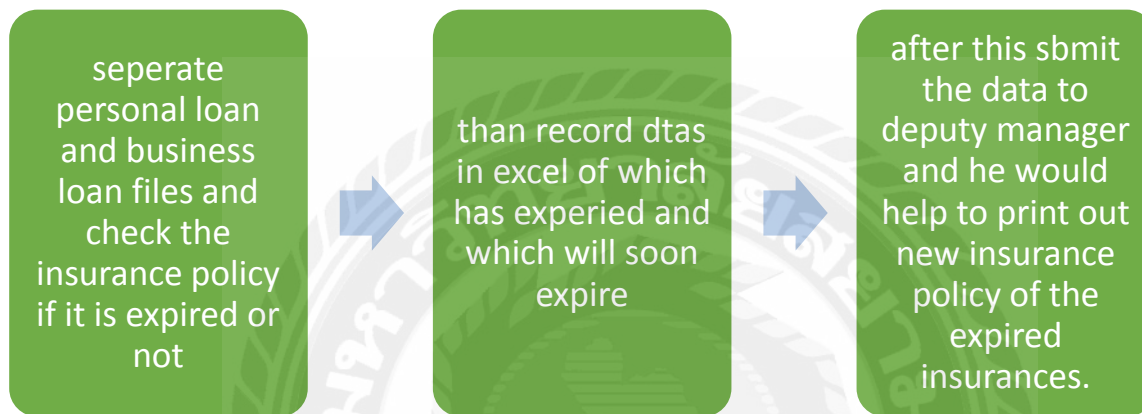 seperate
personal loan
and business
loan files and
check the
insurance policy
if it is expired or
not
than record dtas
in excel of which
has experied and
which will soon
expire
after this sbmit
the data to
deputy manager
and he would
help to print out
new insurance
policy of the
expired
insurances.